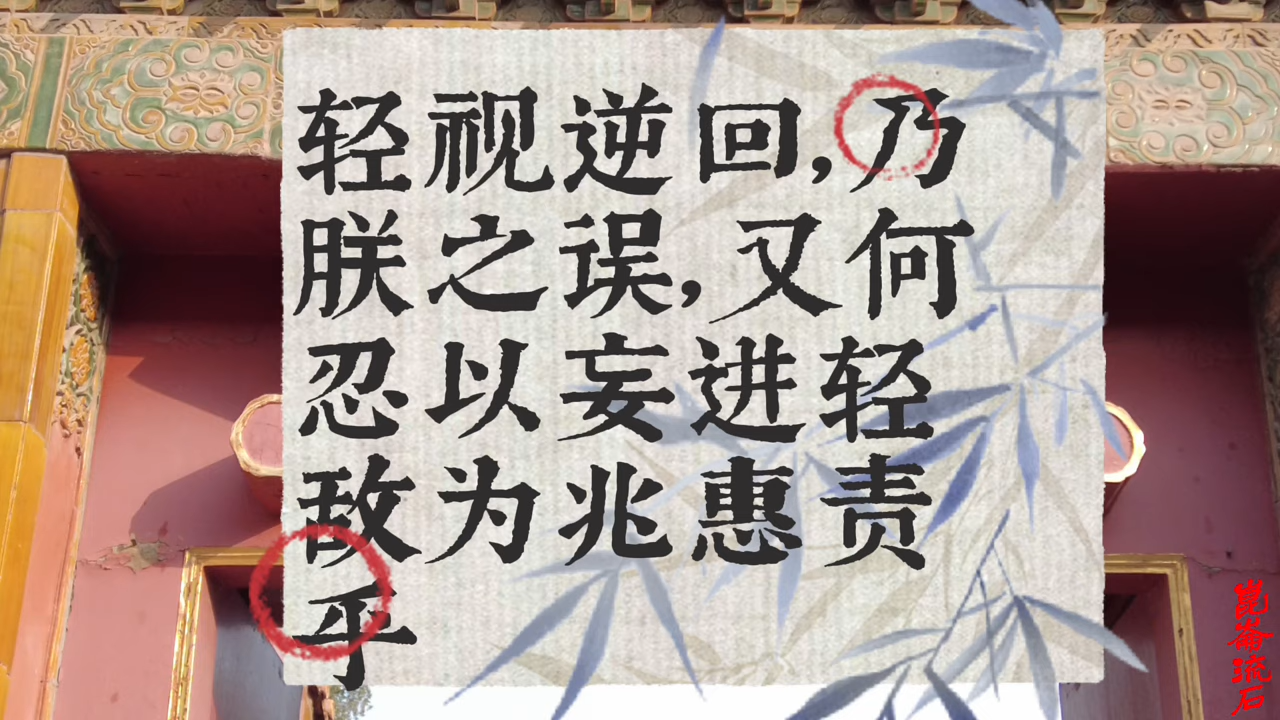 轻视逆回,乃
朕之误,又何
忍以妄进轻
敌为兆惠责
乎
崑崙琉石